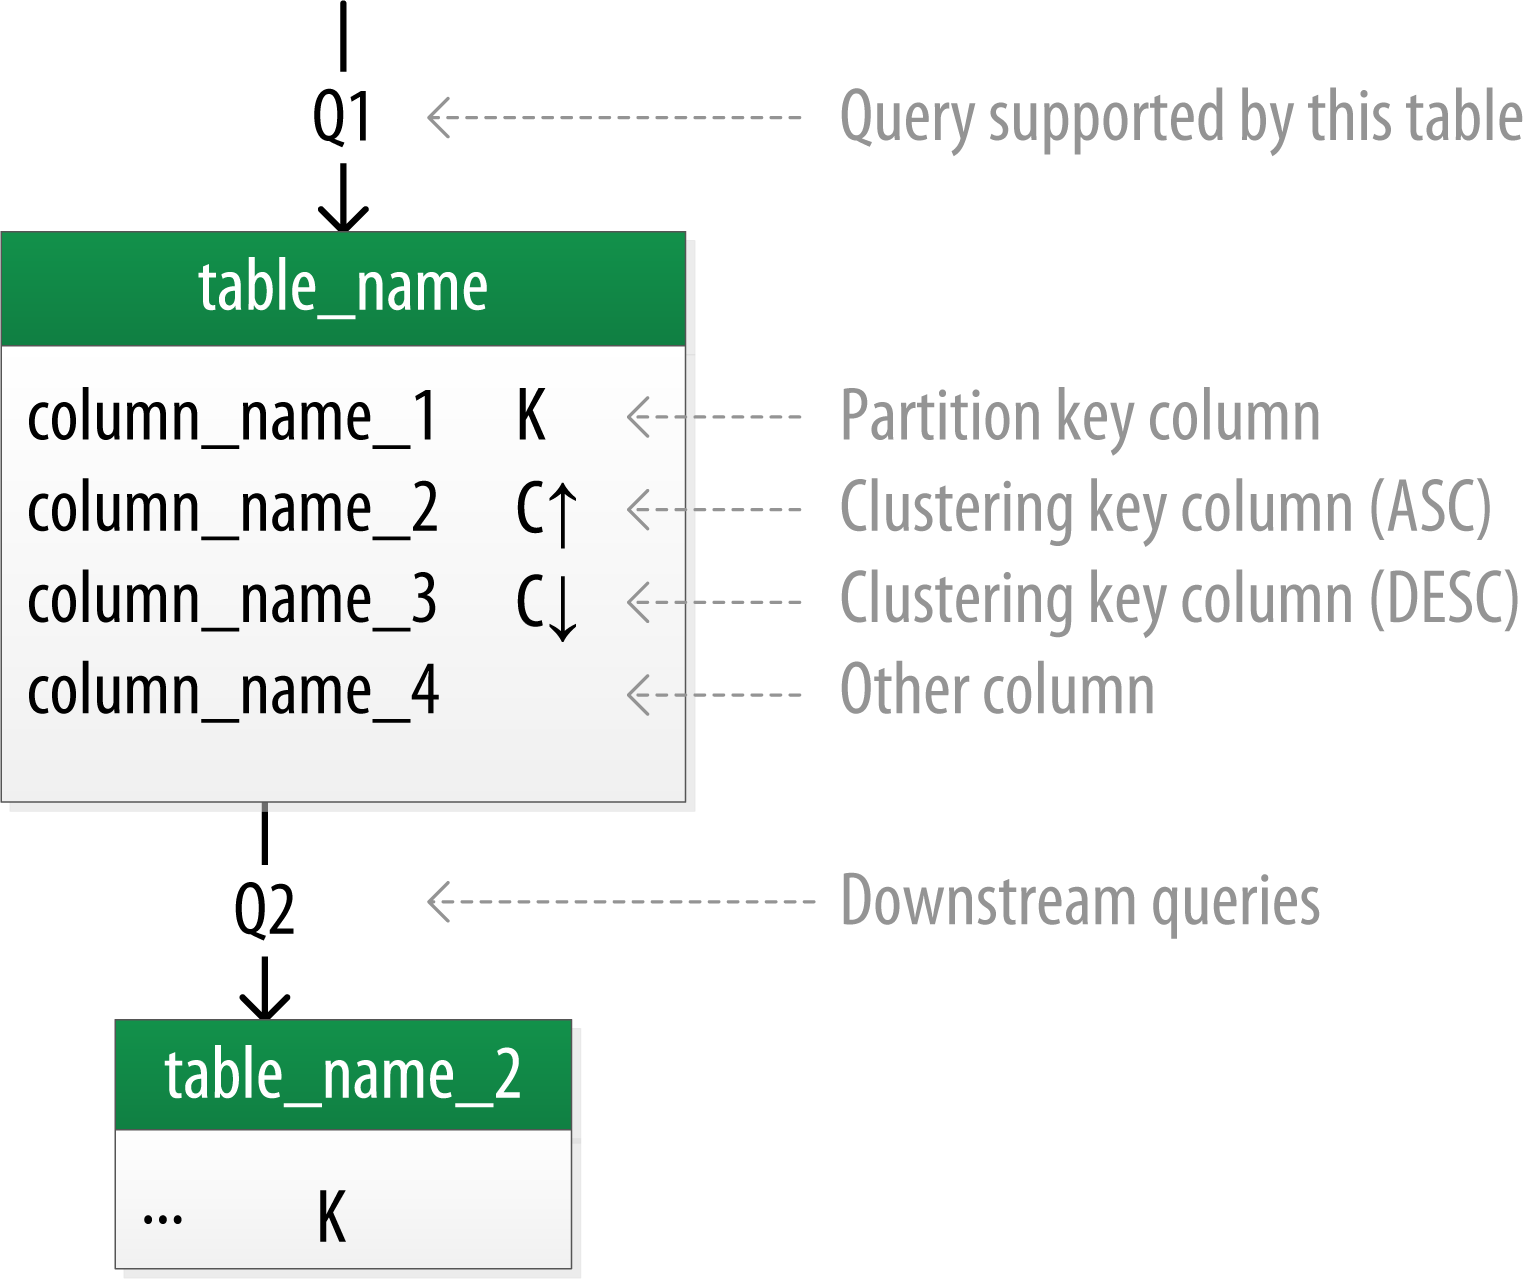 Q1 Query supported by this table
table_name
column_name_1 K Partition key column
column_name_2 C↑ Clustering key column (ASC)
column_name_3 C↓ Clustering key column (DESC)
column_name_4 Other column
Q2 Downstream queries
table_name_2
... K